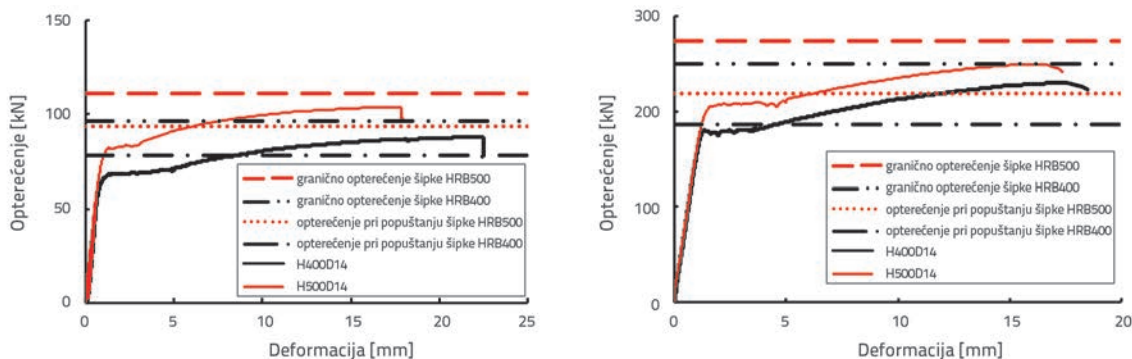 150
100
50
0
Opterećenje [kN]
granično opterećenje šipke HRB500
granično opterećenje šipke HRB400
opterećenje pri popuštanju šipke HRB500
opterećenje pri popuštanju šipke HRB400
H400D14
H500D14
0 5 10 15 20 25
Deformacija [mm]
300
200
100
0
Opterećenje [kN]
granično opterećenje šipke HRB500
granično opterećenje šipke HRB400
opterećenje pri popuštanju šipke HRB500
opterećenje pri popuštanju šipke HRB400
H400D14
H500D14
0 5 10 15 20
Deformacija [mm]